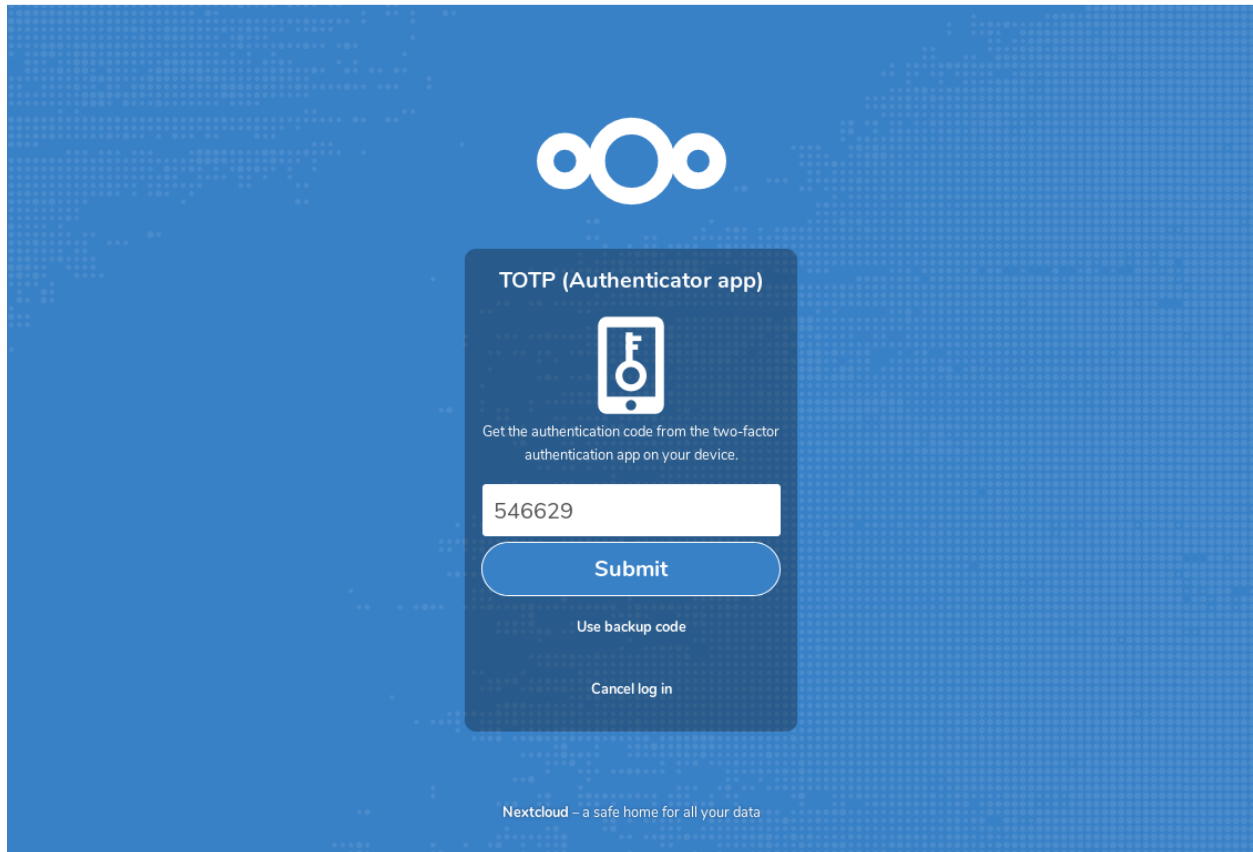 TOTP (Authenticator app)
Get the authentication code from the two-factor
authentication app on your device.
546629
Submit
Use backup code
Cancel log in
Nextcloud – a safe home for all your data